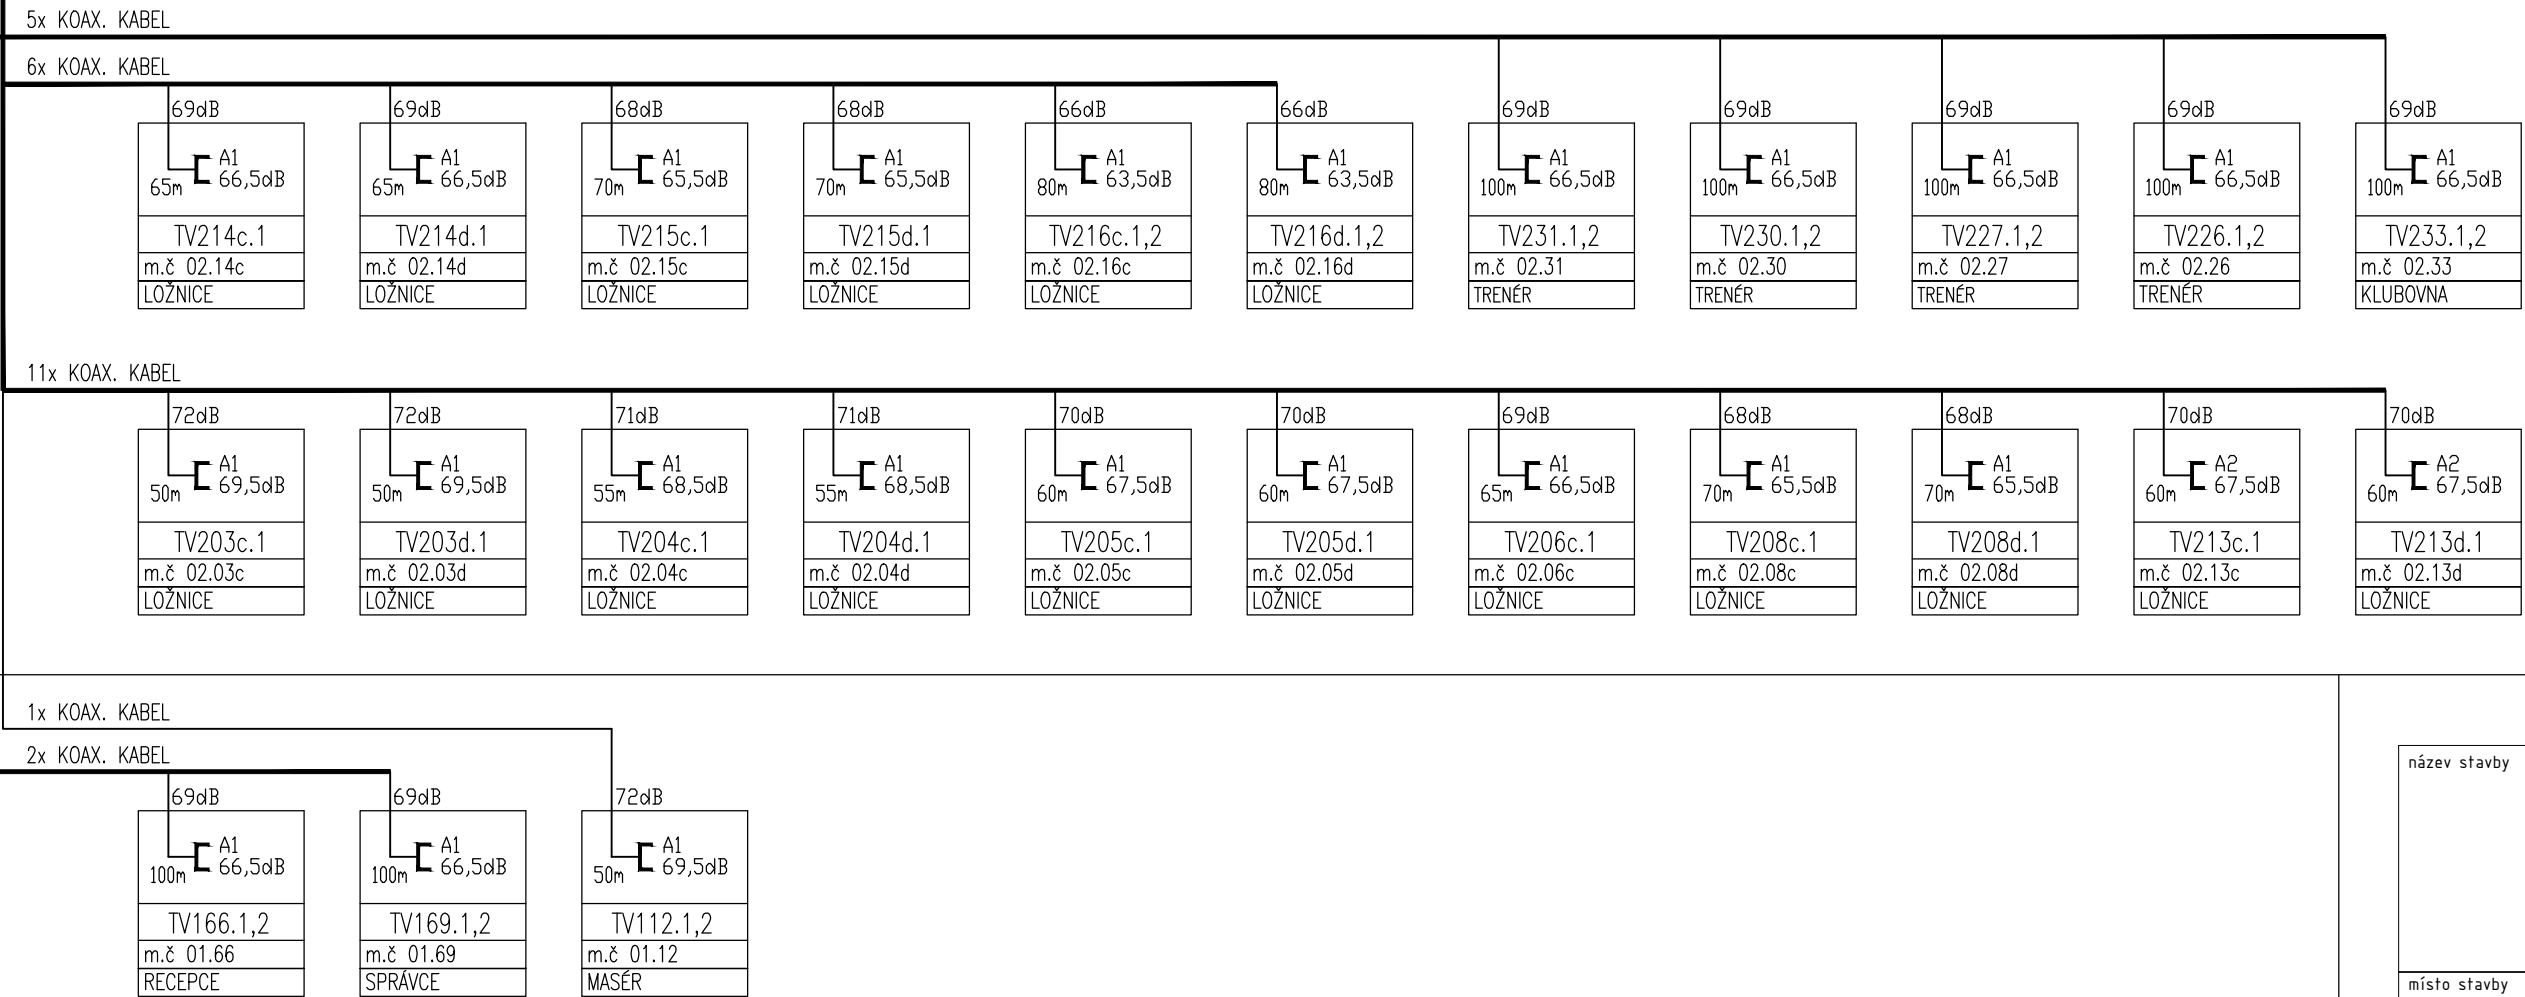 5x KOAX. KABEL
6x KOAX. KABEL
69dB 69dB 68dB 68dB 66dB 66dB 69dB 69dB 69dB 69dB 69dB
A1 A1 A1 A1 A1 A1 A1 A1 A1 A1 A1
66,5dB 66,5dB 65,5dB 65,5dB 63,5dB 63,5dB 66,5dB 66,5dB 66,5dB 66,5dB 66,5dB
65m 65m 70m 70m 80m 80m 100m 100m 100m 100m 100m
TV214c.1 TV214d.1 TV215c.1 TV215d.1 TV216c.1,2 TV216d.1,2 TV231.1,2 TV230.1,2 TV227.1,2 TV226.1,2 TV233.1,2
m.č 02.14c m.č 02.14d m.č 02.15c m.č 02.15d m.č 02.16c m.č 02.16d m.č 02.31 m.č 02.30 m.č 02.27 m.č 02.26 m.č 02.33
LOŽNICE LOŽNICE LOŽNICE LOŽNICE LOŽNICE LOŽNICE TRENÉR TRENÉR TRENÉR TRENÉR KLUBOVNA
11x KOAX. KABEL
72dB 72dB 71dB 71dB 70dB 70dB 69dB 68dB 68dB 70dB 70dB
A1 A1 A1 A1 A1 A1 A1 A1 A1 A2 A2
69,5dB 69,5dB 68,5dB 68,5dB 67,5dB 67,5dB 66,5dB 65,5dB 65,5dB 67,5dB 67,5dB
50m 50m 55m 55m 60m 60m 65m 70m 70m 60m 60m
TV203c.1 TV203d.1 TV204c.1 TV204d.1 TV205c.1 TV205d.1 TV206c.1 TV208c.1 TV208d.1 TV213c.1 TV213d.1
m.č 02.03c m.č 02.03d m.č 02.04c m.č 02.04d m.č 02.05c m.č 02.05d m.č 02.06c m.č 02.08c m.č 02.08d m.č 02.13c m.č 02.13d
LOŽNICE LOŽNICE LOŽNICE LOŽNICE LOŽNICE LOŽNICE LOŽNICE LOŽNICE LOŽNICE LOŽNICE LOŽNICE
1x KOAX. KABEL
2x KOAX. KABEL
69dB 69dB 72dB
A1 A1 A1
66,5dB 66,5dB 69,5dB
100m 100m 50m
TV166.1,2 TV169.1,2 TV112.1,2
m.č 01.66 m.č 01.69 m.č 01.12
RECEPCE SPRÁVCE MASÉR
název stavby
místo stavby